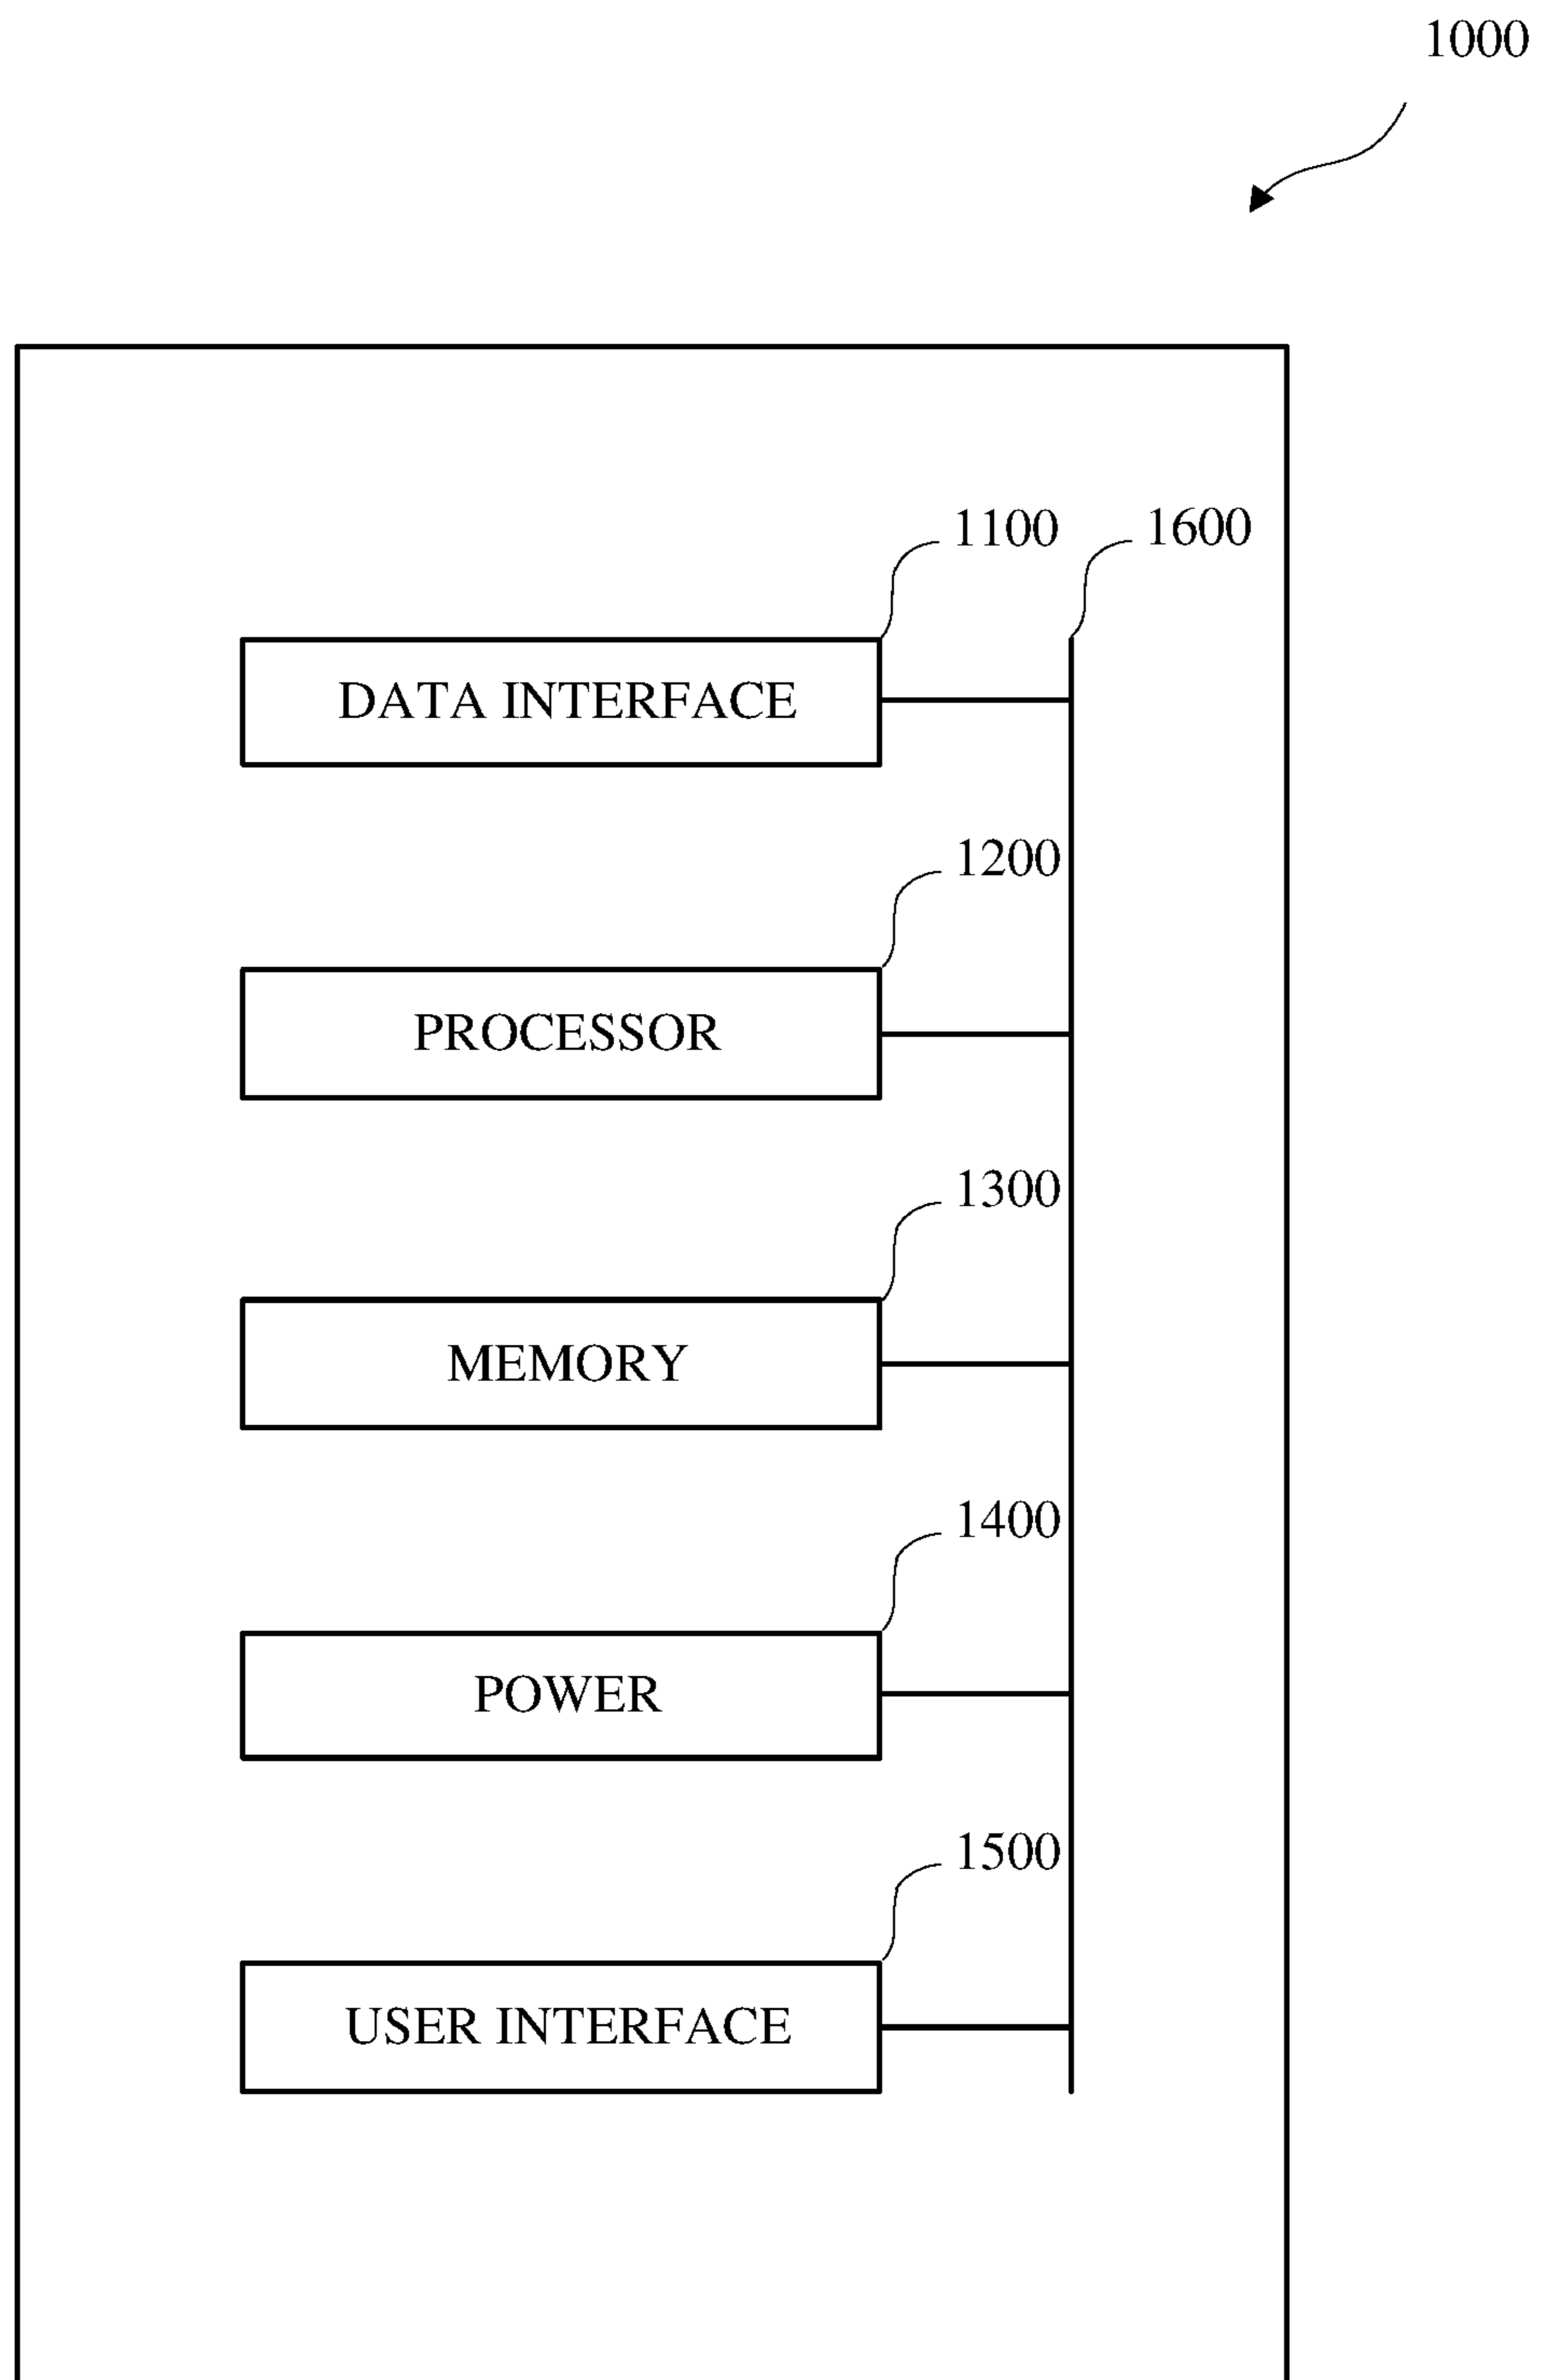 1000
1100
1600
DATA INTERFACE
1200
PROCESSOR
1300
MEMORY
1400
POWER
1500
USER INTERFACE